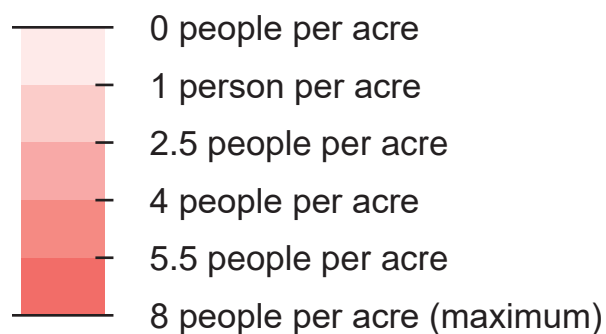 0 people per acre
1 person per acre
2.5 people per acre
4 people per acre
5.5 people per acre
8 people per acre (maximum)